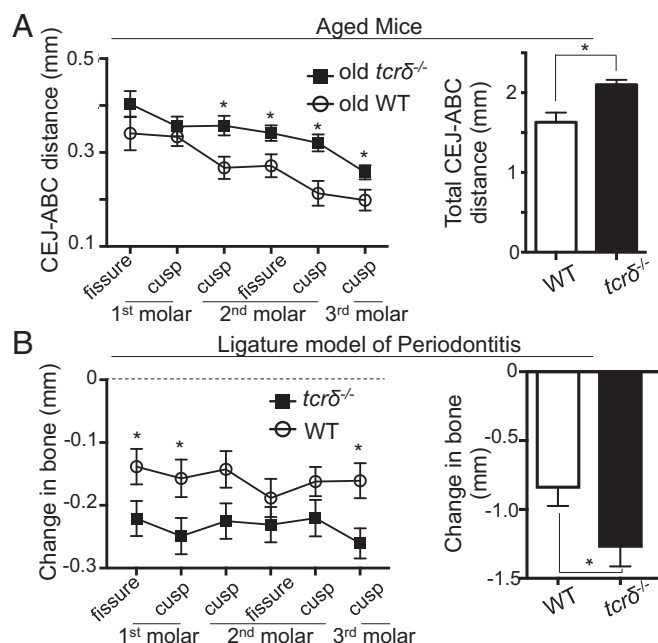 A
Aged Mice
0.5
0.3
0.1
CEJ-ABC distance (mm)
old tcrδ-/-
old WT
* * * *
fissure cusp cusp fissure cusp cusp
1st molar 2nd molar 3rd molar
Total CEJ-ABC
distance (mm)
2
1
0
*
WT tcrδ-/-
B
Ligature model of Periodontitis
0
-0.1
-0.2
-0.3
Change in bone (mm)
tcrδ-/-
WT
* * *
fissure cusp cusp fissure cusp cusp
1st molar 2nd molar 3rd molar
Change in bone
(mm)
0
-0.5
-1.0
-1.5
*
WT tcrδ-/-